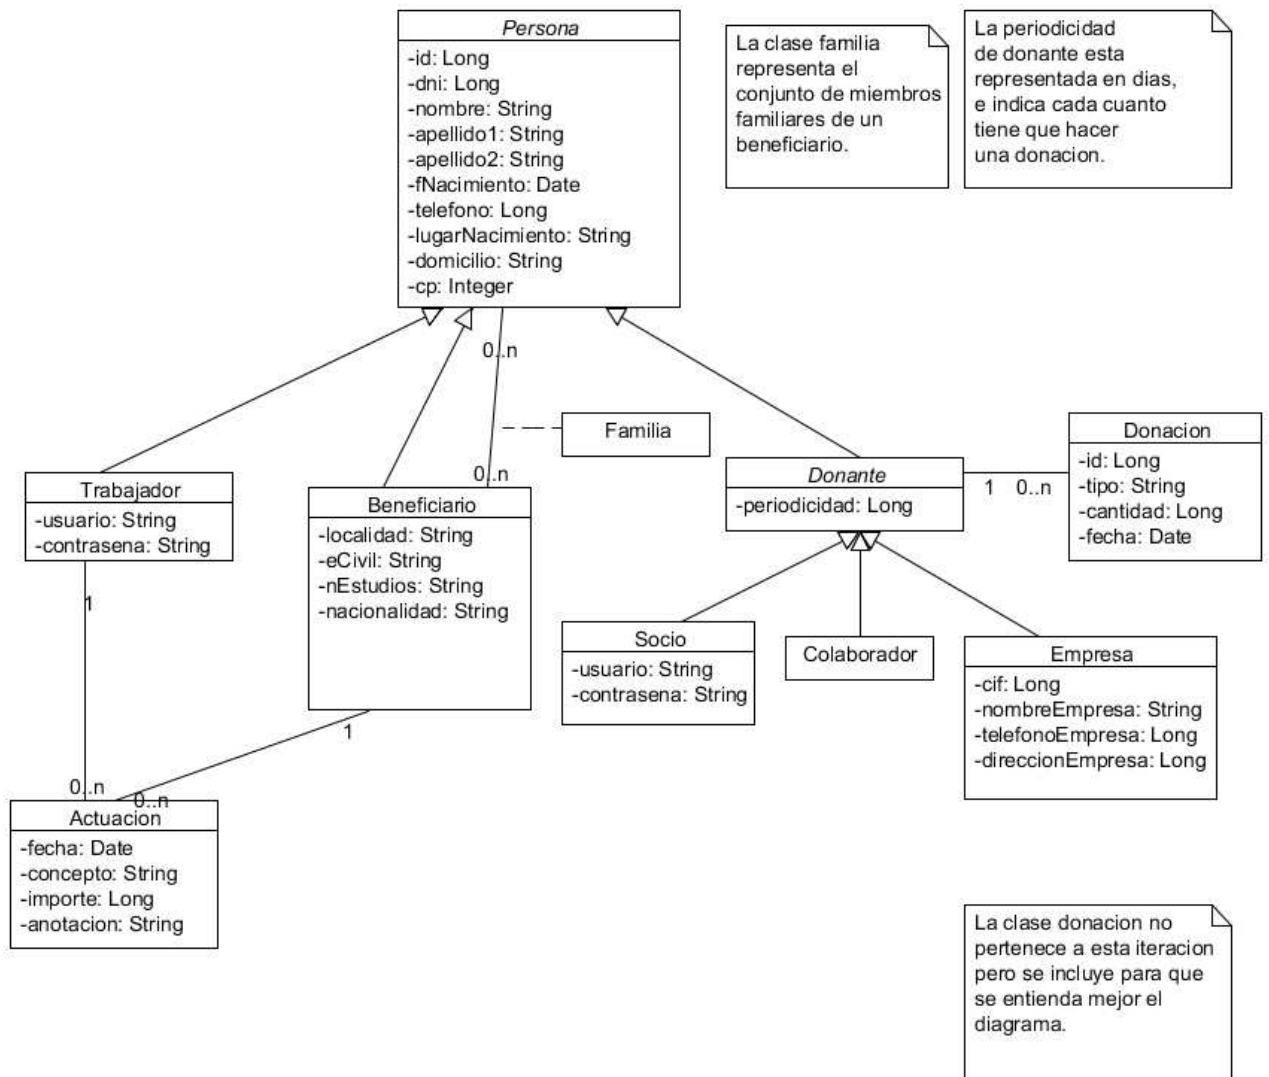 Persona
-id: Long
-dni: Long
-nombre: String
-apellido1: String
-apellido2: String
-fNacimiento: Date
-telefono: Long
-lugarNacimiento: String
-domicilio: String
-cp: Integer
La clase familia
representa el
conjunto de miembros
familiares de un
beneficiario.
La periodicidad
de donante esta
representada en dias,
e indica cada cuanto
tiene que hacer
una donacion.
0..n
Familia
0..n
Trabajador
-usuario: String
-contrasena: String
Beneficiario
-localidad: String
-eCivil: String
-nEstudios: String
-nacionalidad: String
Donante
-periodicidad: Long
1 0..n
Donacion
-id: Long
-tipo: String
-cantidad: Long
-fecha: Date
1
Socio
-usuario: String
-contrasena: String
Colaborador
Empresa
-cif: Long
-nombreEmpresa: String
-telefonoEmpresa: Long
-direccionEmpresa: Long
1
0..n
0..n
Actuacion
-fecha: Date
-concepto: String
-importe: Long
-anotacion: String
La clase donacion no
pertenece a esta iteracion
pero se incluye para que
se entienda mejor el
diagrama.